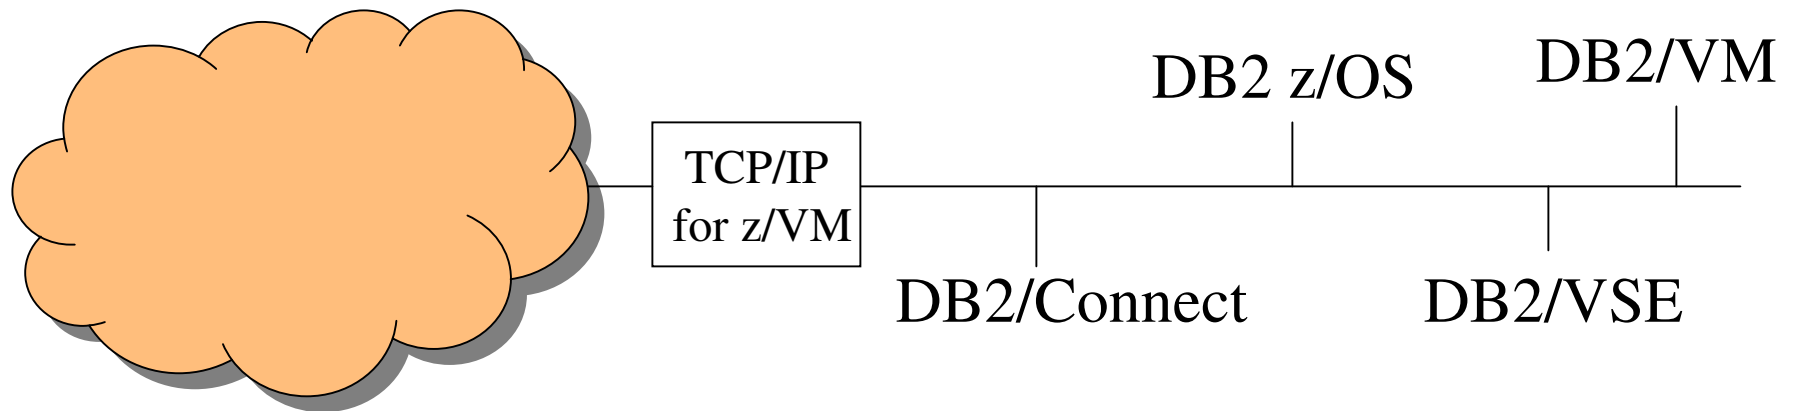 DB2/VM
DB2 z/OS
TCP/IP
for z/VM
DB2/Connect
DB2/VSE